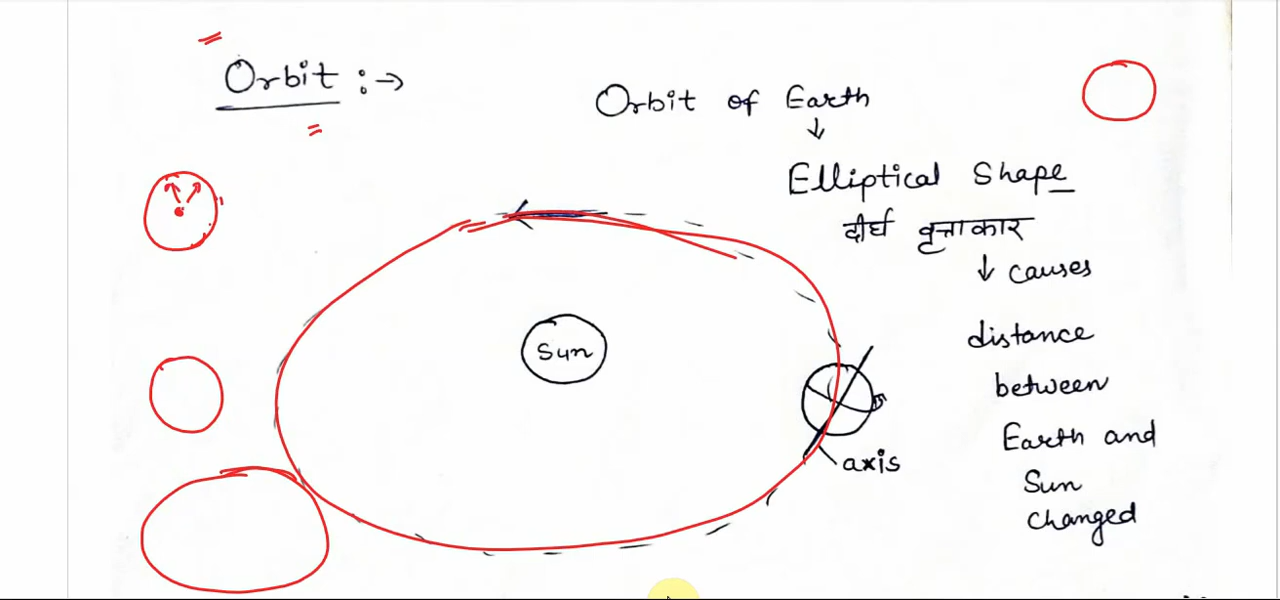 Orbit :→
Orbit of Earth
↓
Elliptical Shape
दीर्घ वृत्ताकार
↓ causes
distance
between
Earth and
Sun
changed
Sun
axis